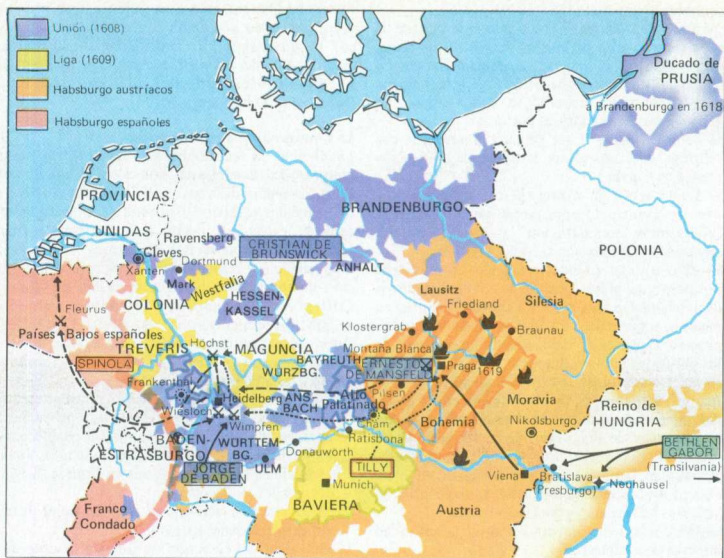 Unión (1608)
Liga (1609)
Habsburgo austríacos
Habsburgo españoles
Ducado de
PRUSIA
a Brandenburgo en 1618
PROVINCIAS
UNIDAS
Cleves
Xanten
Ravensberg
Dortmund
Mark
Westfalia
CRISTIAN DE
BRUNSWICK
BRANDENBURGO
ANHALT
POLONIA
COLONIA
HESSEN-
KASSEL
Lausitz
Friedland
Silesia
Klostergrab
Braunau
Fleurus
Países Bajos españoles
TREVERIS
Höchst
MAGUNCIA
BAYREUTH
WÜRZBG.
Montaña Blanca
ERNESTO
DE MANSFELD
Praga
1619
SPINOLA
Frankenthal
Heidelberg
ANS-
BACH
Alto
Palatinado
Pilsen
Moravia
Wiesloch
Wimpfen
Cham
Bohemia
Nikolsburgo
Reino de
HUNGRIA
BADEN-
WÜRTTEM-
BG.
Ratisbona
ESTRASBURGO
Donauworth
JORGE
DE BADEN
ULM
TILLY
Munich
Viena
Bratislava
(Presburgo)
Neuhausel
BETHLEN
GABOR
(Transilvania)
Franco
Condado
BAVIERA
Austria